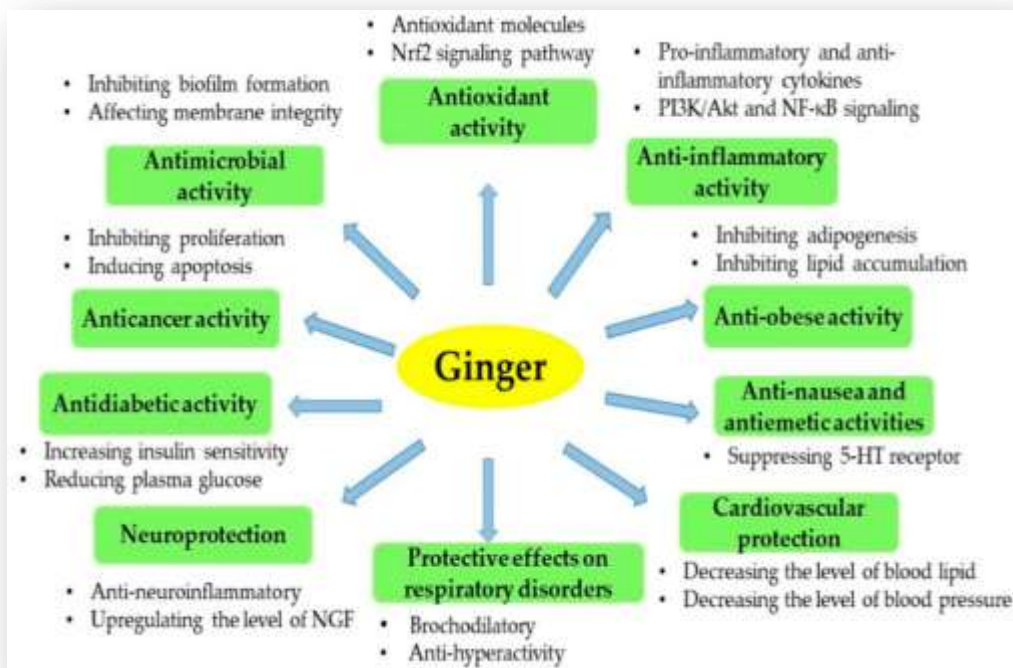 • Antioxidant molecules
• Nrf2 signaling pathway
Antioxidant
activity
• Pro-inflammatory and anti-
inflammatory cytokines
• PI3K/Akt and NF-κB signaling
Anti-inflammatory
activity
• Inhibiting biofilm formation
• Affecting membrane integrity
Antimicrobial
activity
• Inhibiting proliferation
• Inducing apoptosis
Anticancer activity
• Inhibiting adipogenesis
• Inhibiting lipid accumulation
Anti-obese activity
Ginger
Antidiabetic activity
• Increasing insulin sensitivity
• Reducing plasma glucose
Anti-nausea and
antiemetic activities
• Suppressing 5-HT receptor
Neuroprotection
• Anti-neuroinflammatory
• Upregulating the level of NGF
Protective effects on
respiratory disorders
• Brochodilatory
• Anti-hyperactivity
Cardiovascular
protection
• Decreasing the level of blood lipid
• Decreasing the level of blood pressure